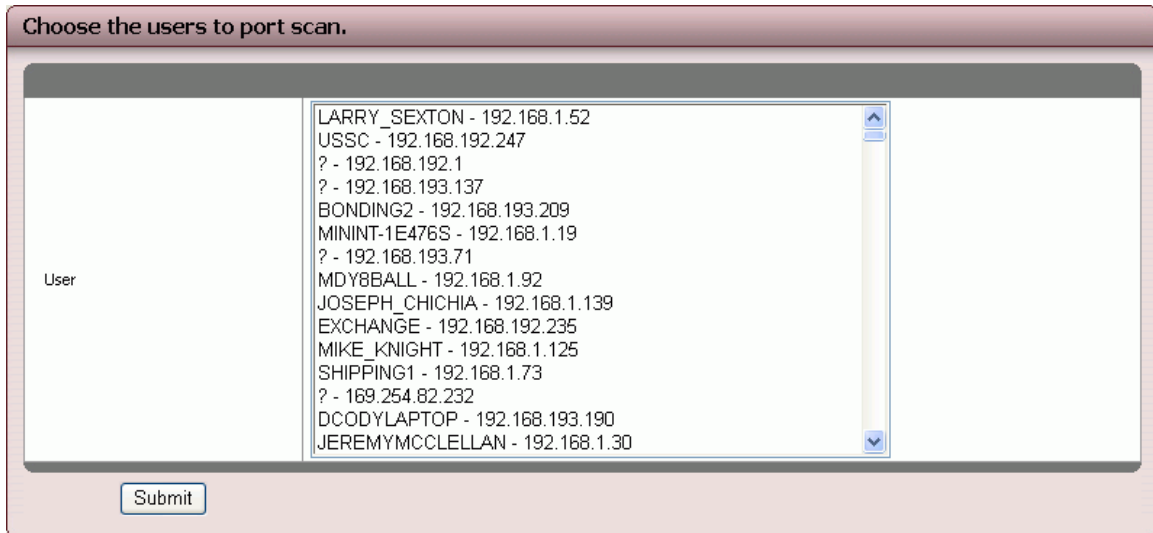 Choose the users to port scan.
LARRY_SEXTON - 192.168.1.52
USSC - 192.168.192.247
? - 192.168.192.1
? - 192.168.193.137
BONDING2 - 192.168.193.209
MININT-1E476S - 192.168.1.19
? - 192.168.193.71
User
MDY8BALL - 192.168.1.92
JOSEPH_CHICHIA - 192.168.1.139
EXCHANGE - 192.168.192.235
MIKE_KNIGHT - 192.168.1.125
SHIPPING1 - 192.168.1.73
? - 169.254.82.232
DCODYLAPTOP - 192.168.193.190
JEREMYMCCLELLAN - 192.168.1.30
Submit